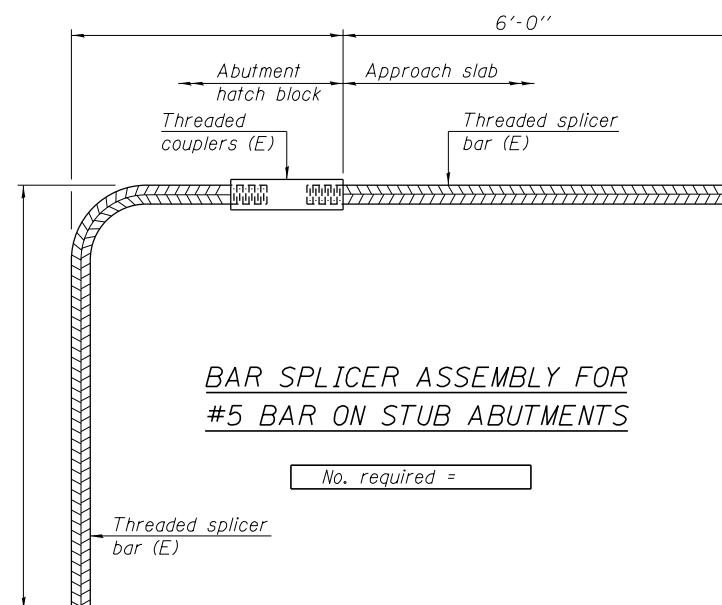 6'-0''
Abutment
hatch block
Approach slab
Threaded
couplers (E)
Threaded splicer
bar (E)
BAR SPLICER ASSEMBLY FOR
#5 BAR ON STUB ABUTMENTS
No. required =
Threaded splicer
bar (E)